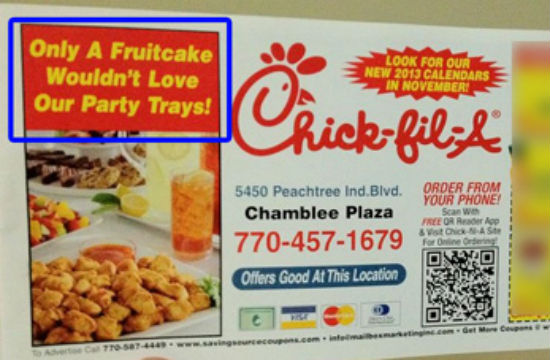 Only A Fruitcake
Wouldn't Love
Our Party Trays!
LOOK FOR OUR
NEW 2013 CALENDARS
IN NOVEMBER!
Chick-fil-A
5450 Peachtree Ind.Blvd.
Chamblee Plaza
770-457-1679
Offers Good At This Location
ORDER FROM
YOUR PHONE!
Scan With
FREE QR Reader App
& Visit Chick-fil-A Site
For Online Ordering!
VISA
MasterCard
To Advertise Call 770-587-4449 • www.savingsourcecoupons.com • info@mailboxmarketinginc.com • Get More Coupons @